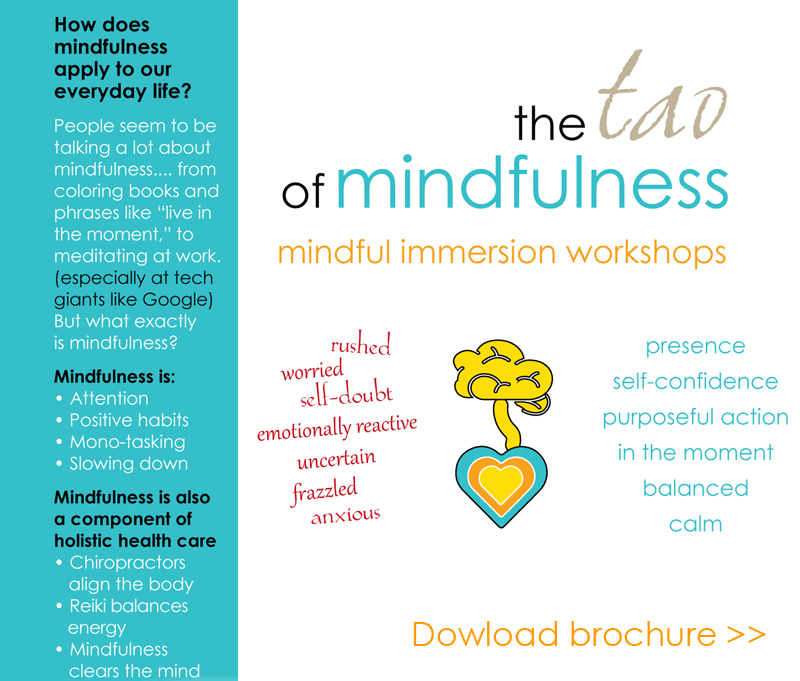 How does
mindfulness
apply to our
everyday life?
People seem to be
talking a lot about
mindfulness.... from
coloring books and
phrases like “live in
the moment,” to
meditating at work.
(especially at tech
giants like Google)
But what exactly
is mindfulness?
Mindfulness is:
• Attention
• Positive habits
• Mono-tasking
• Slowing down
Mindfulness is also
a component of
holistic health care
• Chiropractors
align the body
• Reiki balances
energy
• Mindfulness
clears the mind
the tao
of mindfulness
mindful immersion workshops
rushed
worried
self-doubt
emotionally reactive
uncertain
frazzled
anxious
presence
self-confidence
purposeful action
in the moment
balanced
calm
Dowload brochure >>